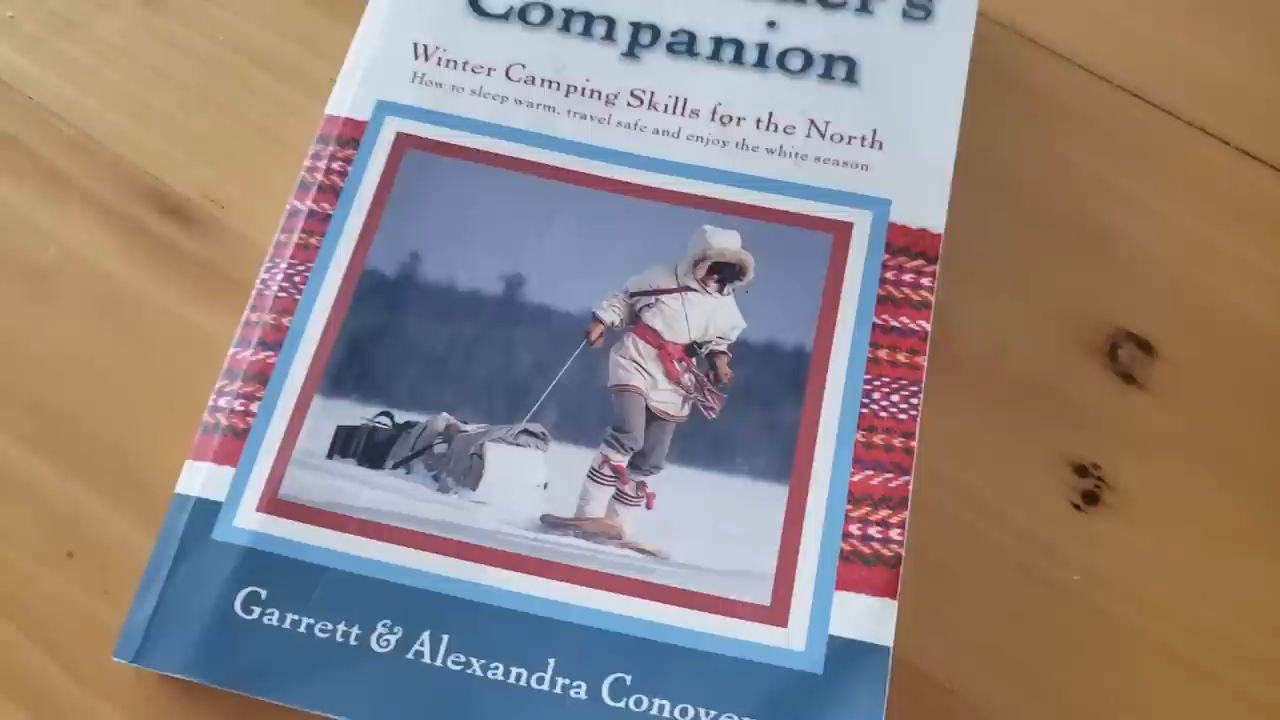 Companion
Winter Camping Skills for the North
How to sleep warm, travel safe and enjoy the white season
Garrett & Alexandra Conover